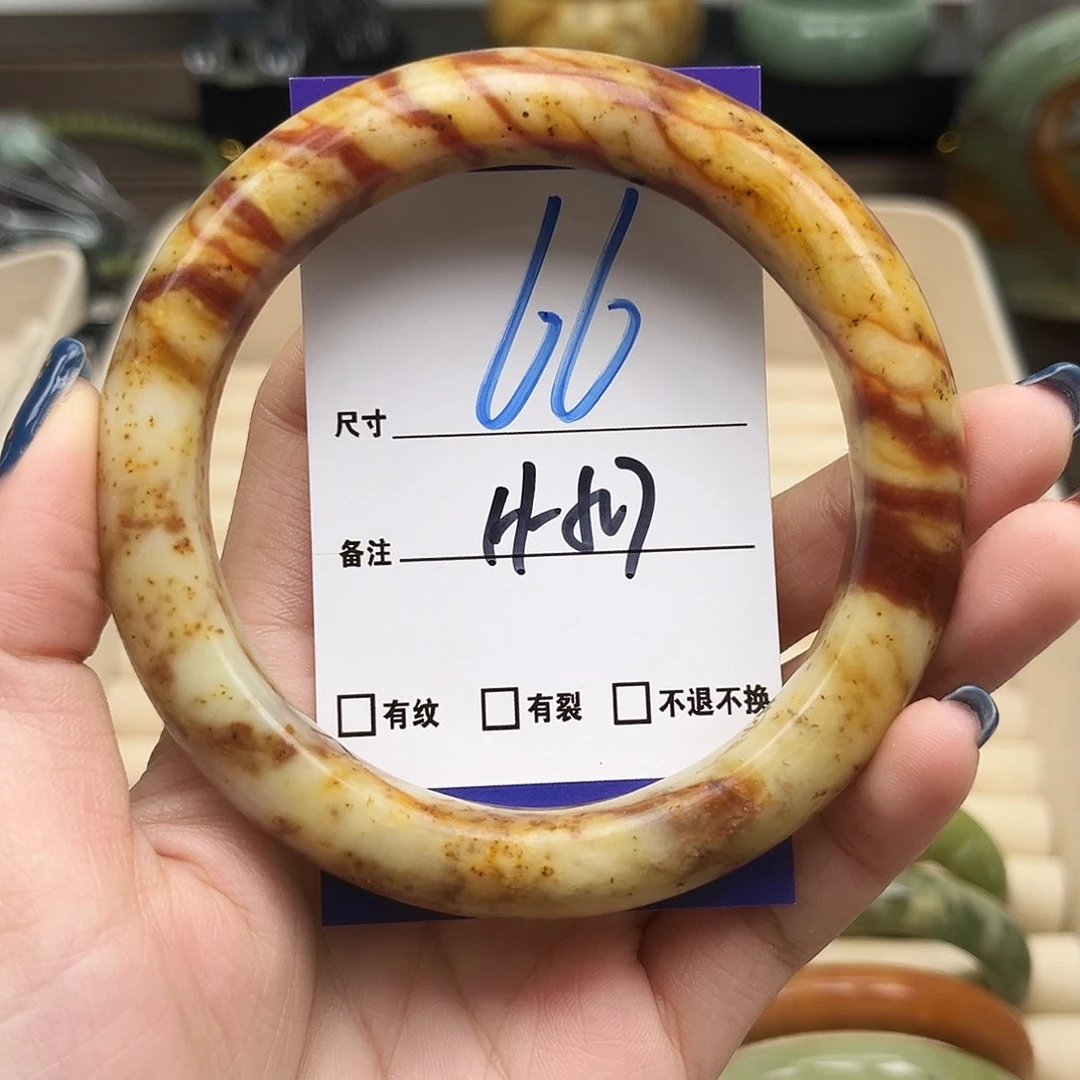 66
尺寸
备注
□有纹 □有裂 □不退不换